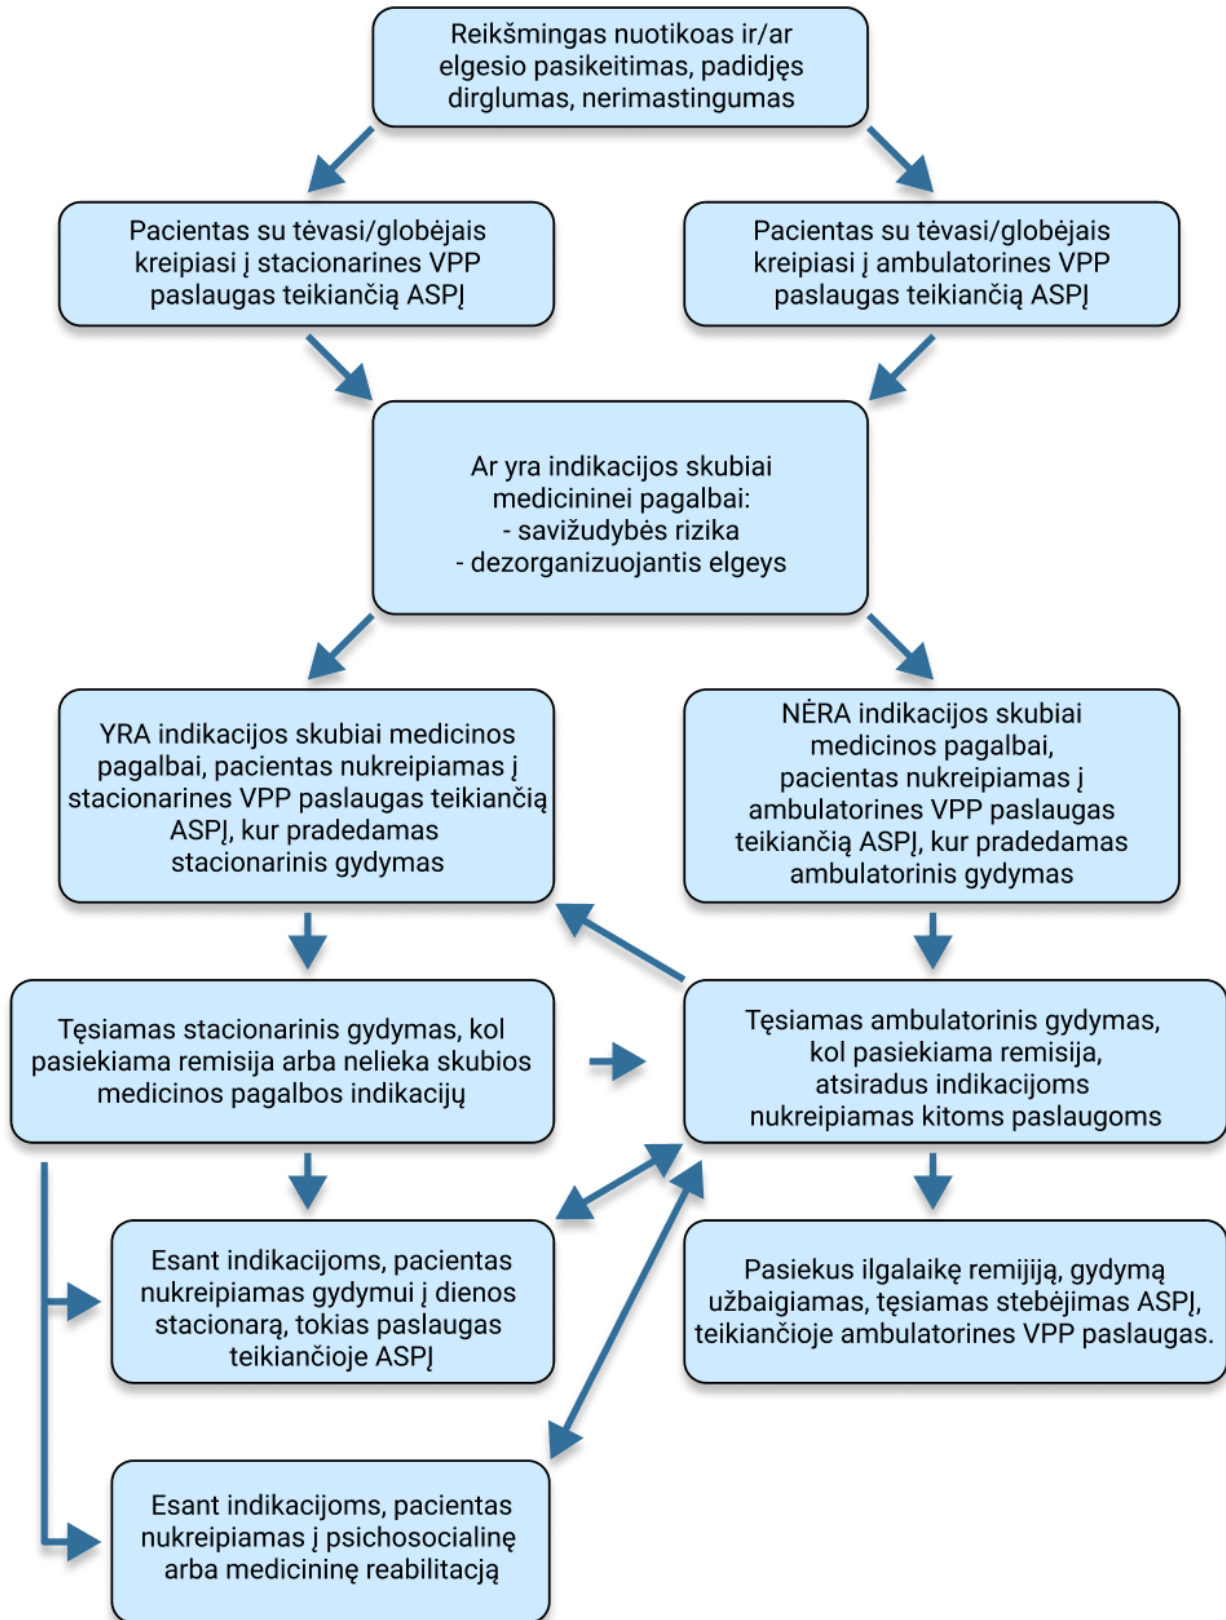 Reikšmingas nuotikoas ir/ar
elgesio pasikeitimas, padidjęs
dirglumas, nerimastingumas
Pacientas su tėvasi/globėjais
kreipiasi į stacionarines VPP
paslaugas teikiančią ASPĮ
Pacientas su tėvasi/globėjais
kreipiasi į ambulatorines VPP
paslaugas teikiančią ASPĮ
Ar yra indikacijos skubiai
medicininei pagalbai:
- savižudybės rizika
- dezorganizuojantis elgeys
YRA indikacijos skubiai medicinos
pagalbai, pacientas nukreipiamas į
stacionarines VPP paslaugas teikiančią
ASPĮ, kur pradedamas
stacionarinis gydymas
NĖRA indikacijos skubiai
medicinos pagalbai,
pacientas nukreipiamas į
ambulatorines VPP paslaugas
teikiančią ASPĮ, kur pradedamas
ambulatorinis gydymas
Tęsiamas stacionarinis gydymas, kol
pasiekiama remisija arba nelieka skubios
medicinos pagalbos indikacijų
Tęsiamas ambulatorinis gydymas,
kol pasiekiama remisija,
atsiradus indikacijoms
nukreipiamas kitoms paslaugoms
Esant indikacijoms, pacientas
nukreipiamas gydymui į dienos
stacionarą, tokias paslaugas
teikiančioje ASPĮ
Pasiekus ilgalaikę remijiją, gydymą
užbaigiamas, tęsiamas stebėjimas ASPĮ,
teikiančioje ambulatorines VPP paslaugas.
Esant indikacijoms, pacientas
nukreipiamas į psichosocialinę
arba medicininę reabilitacją